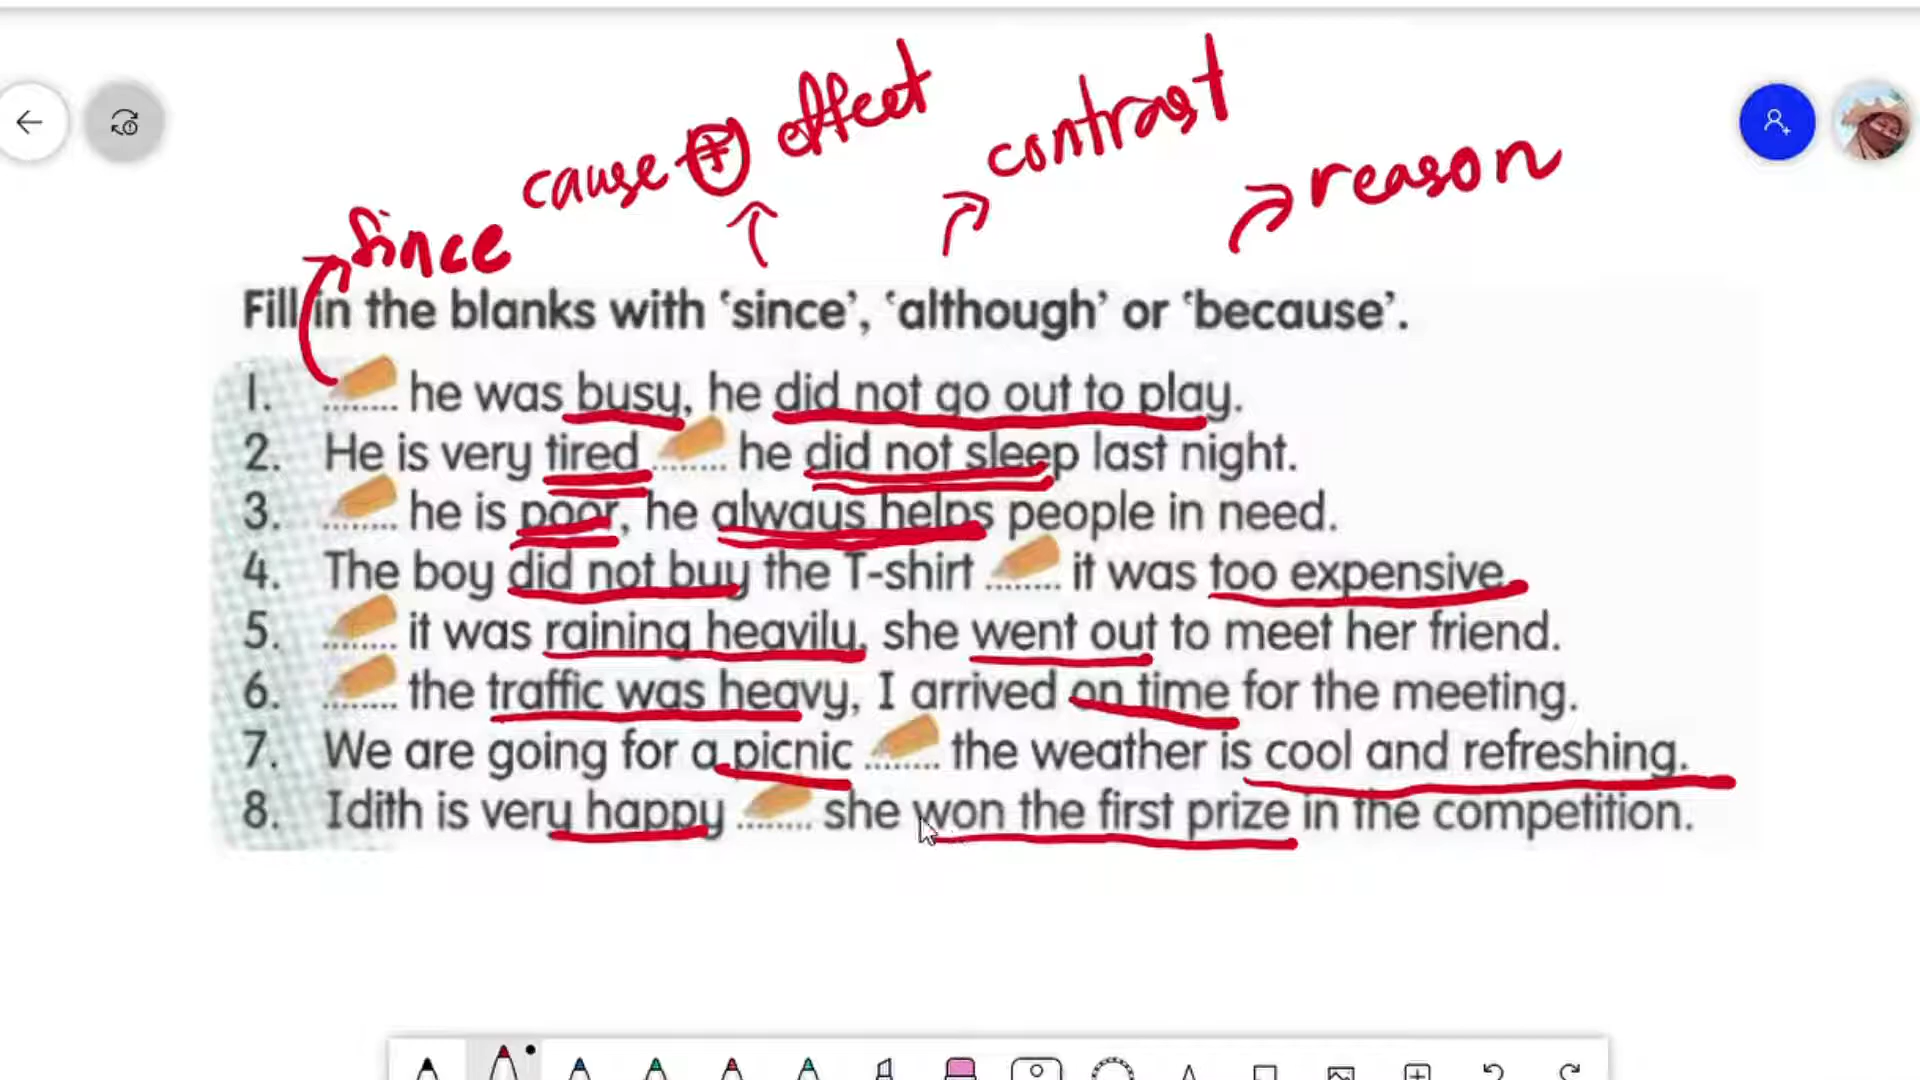 cause + effect
contrast
reason
since
Fill in the blanks with ‘since’, ‘although’ or ‘because’.
1. ........ he was busy, he did not go out to play.
2. He is very tired ........ he did not sleep last night.
3. ........ he is poor, he always helps people in need.
4. The boy did not buy the T-shirt ........ it was too expensive.
5. ........ it was raining heavily, she went out to meet her friend.
6. ........ the traffic was heavy, I arrived on time for the meeting.
7. We are going for a picnic ........ the weather is cool and refreshing.
8. Idith is very happy ........ she won the first prize in the competition.